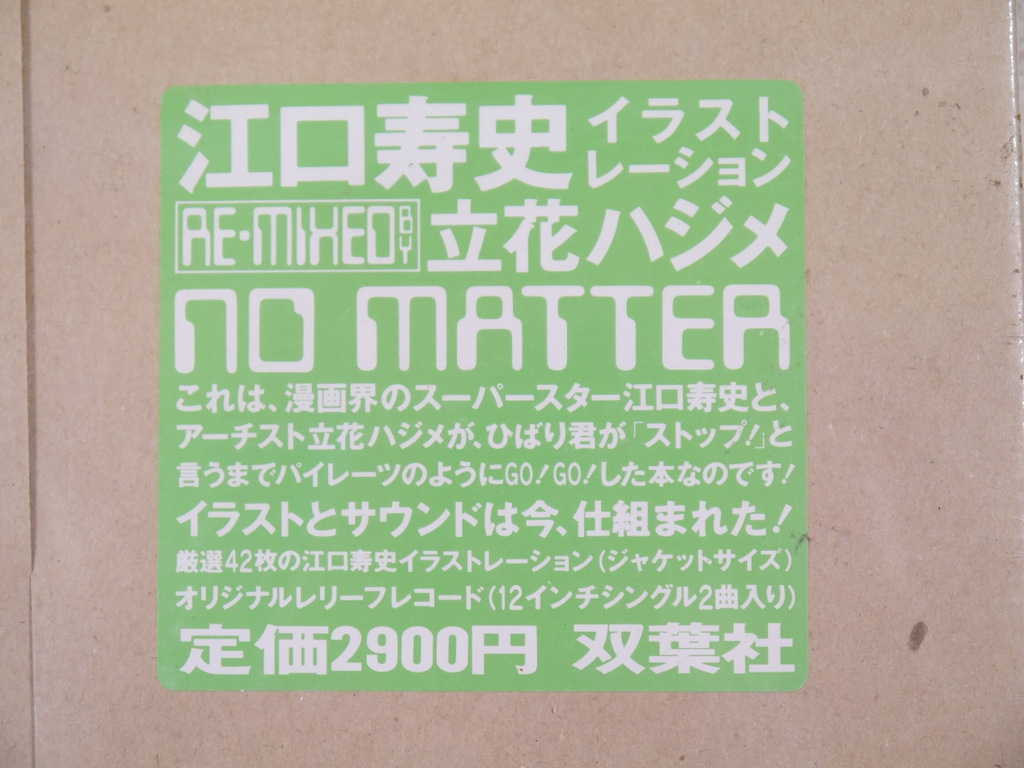 江口寿史 イラストレーション
RE-MIXED BY 立花ハジメ
NO MATTER
これは、漫画界のスーパースター江口寿史と、
アーチスト立花ハジメが、ひばり君が「ストップ!」と
言うまでパイレーツのようにGO!GO!した本なのです!
イラストとサウンドは今、仕組まれた!
厳選42枚の江口寿史イラストレーション(ジャケットサイズ)
オリジナルレリーフレコード(12インチシングル2曲入り)
定価2900円 双葉社